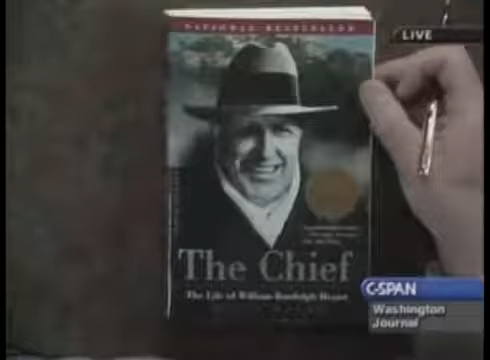 NATIONAL BESTSELLER
LIVE
The Chief
The Life of William Randolph Hearst
C-SPAN
Washington
Journal